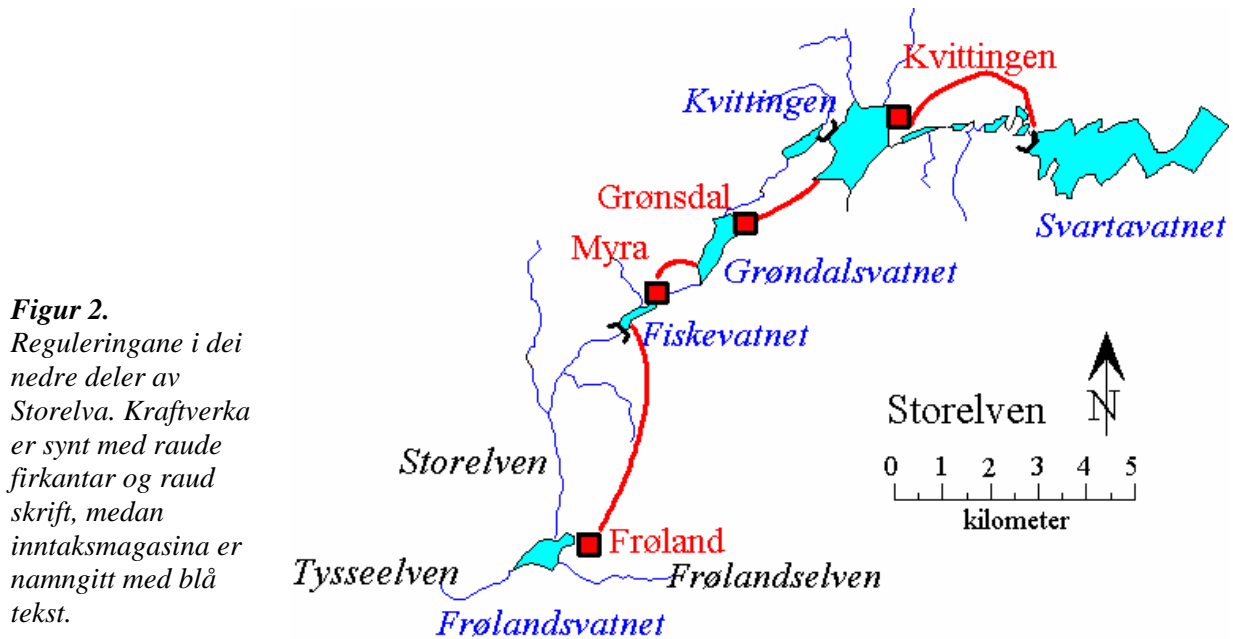 Kvittingen
Kvittingen
Grønsdal
Svartavatnet
Myra
Grøndalsvatnet
Figur 2.
Reguleringane i dei
nedre deler av
Storelva. Kraftverka
er synt med raude
firkantar og raud
skrift, medan
inntaksmagasina er
namngitt med blå
tekst.
Fiskevatnet
Storelven N
0 1 2 3 4 5
kilometer
Storelven
Frøland
Tysseelven
Frølandselven
Frølandsvatnet